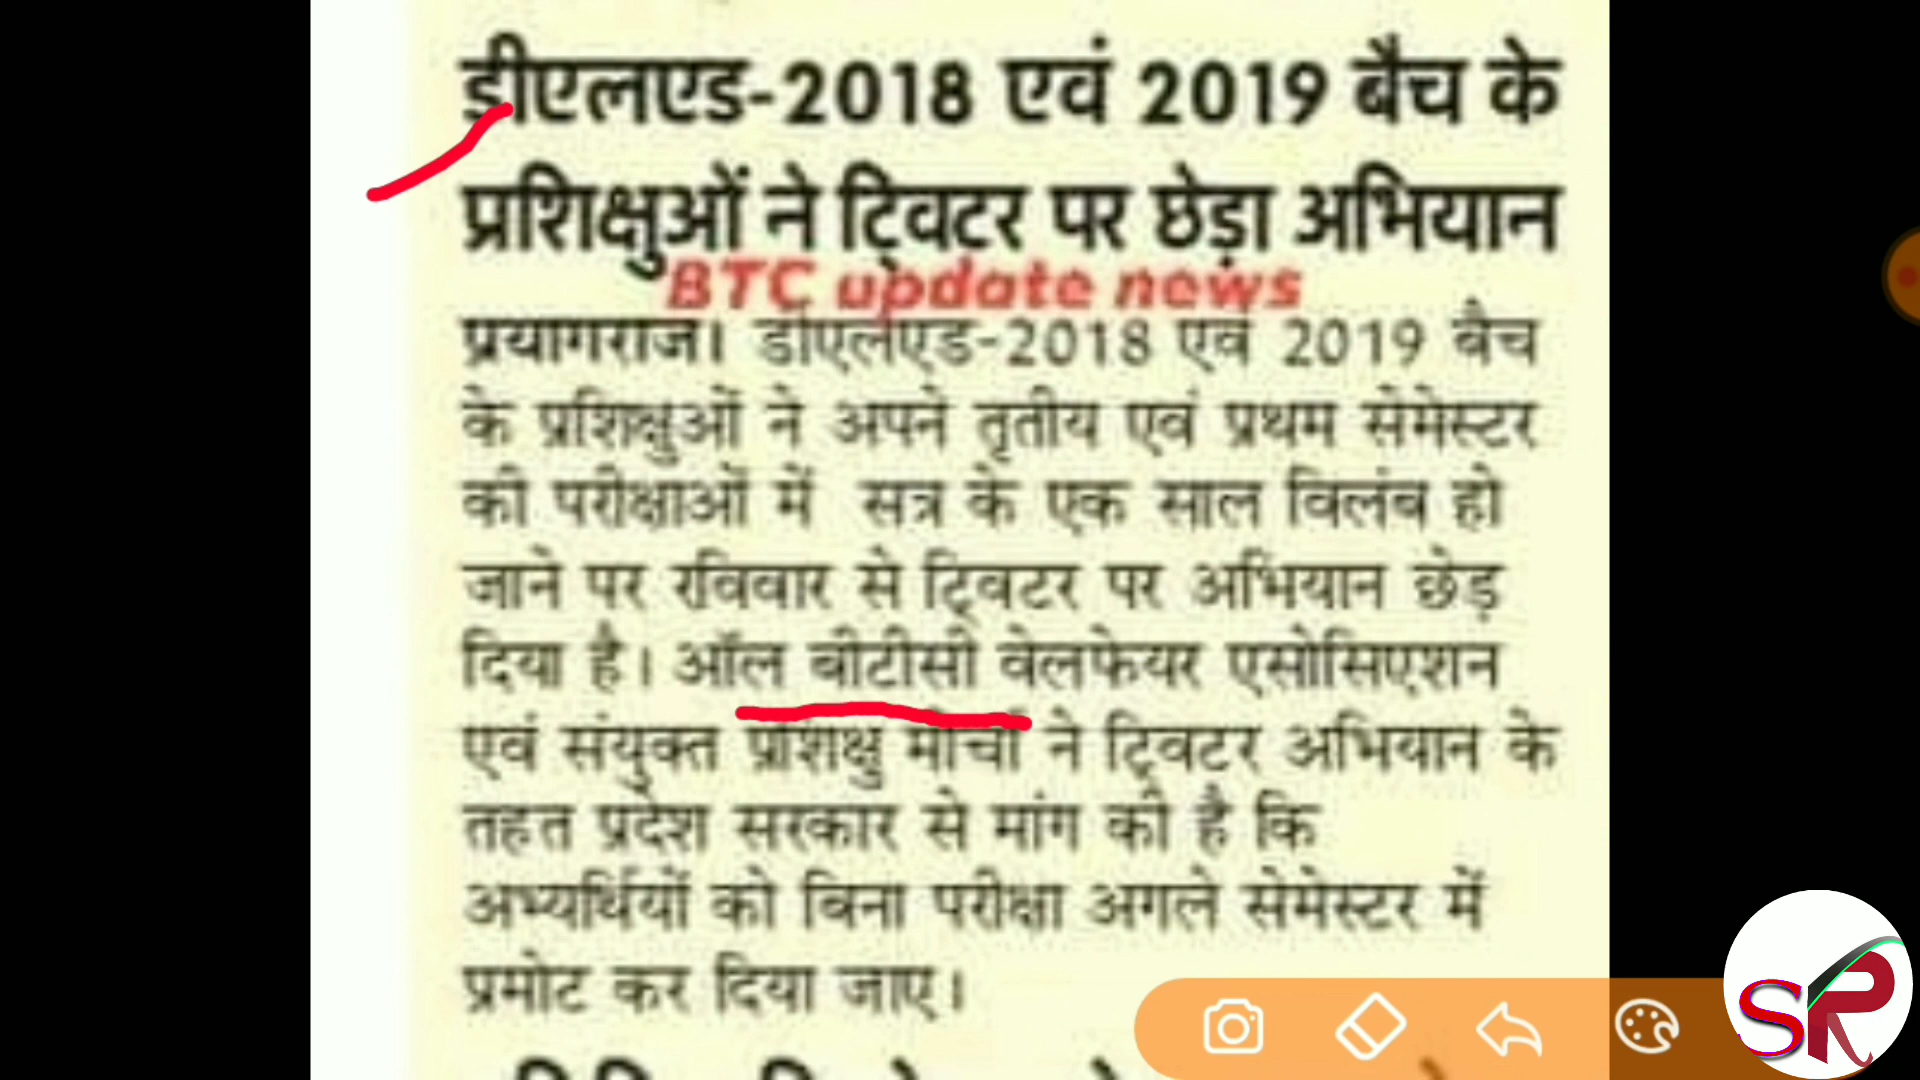 डीएलएड-2018 एवं 2019 बैच के
प्रशिक्षुओं ने ट्विटर पर छेड़ा अभियान
BTC update news
प्रयागराज। डीएलएड-2018 एवं 2019 बैच
के प्रशिक्षुओं ने अपने तृतीय एवं प्रथम सेमेस्टर
की परीक्षाओं में सत्र के एक साल विलंब हो
जाने पर रविवार से ट्विटर पर अभियान छेड़
दिया है। ऑल बीटीसी वेलफेयर एसोसिएशन
एवं संयुक्त प्रशिक्षु मोर्चा ने ट्विटर अभियान के
तहत प्रदेश सरकार से मांग की है कि
अभ्यर्थियों को बिना परीक्षा अगले सेमेस्टर में
प्रमोट कर दिया जाए।
SR